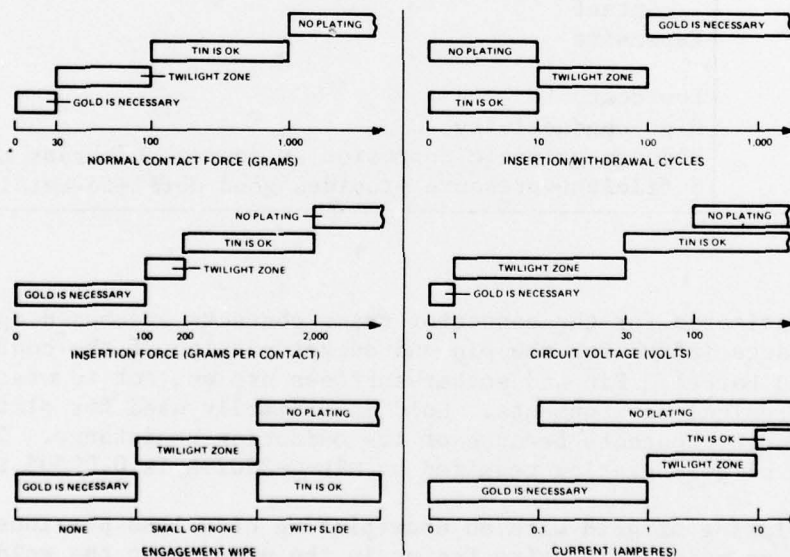 NO PLATING
TIN IS OK
TWILIGHT ZONE
GOLD IS NECESSARY
0 30 100 1,000
NORMAL CONTACT FORCE (GRAMS)
GOLD IS NECESSARY
NO PLATING
TWILIGHT ZONE
TIN IS OK
0 10 100 1.000
INSERTION/WITHDRAWAL CYCLES
NO PLATING
TIN IS OK
TWILIGHT ZONE
GOLD IS NECESSARY
0 100 200 2,000
INSERTION FORCE (GRAMS PER CONTACT)
NO PLATING
TIN IS OK
TWILIGHT ZONE
GOLD IS NECESSARY
0 1 30 100
CIRCUIT VOLTAGE (VOLTS)
NO PLATING
TWILIGHT ZONE
GOLD IS NECESSARY
TIN IS OK
NONE SMALL OR NONE WITH SLIDE
ENGAGEMENT WIPE
NO PLATING
TIN IS OK
TWILIGHT ZONE
GOLD IS NECESSARY
0 0.1 1 10
CURRENT (AMPERES)